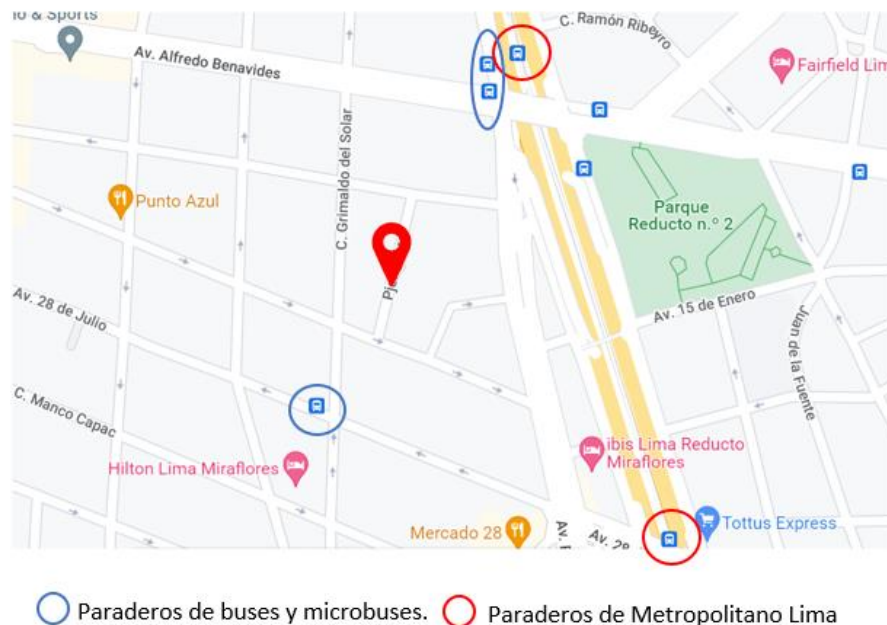 & Sports
C. Ramón Ribeyro
Av. Alfredo Benavides
Fairfield Lim
C. Grimaldo del Solar
Punto Azul
Parque
Reducto n.º 2
Av. 28 de Julio
Av. 15 de Enero
Juan de la Fuente
C. Manco Capac
Hilton Lima Miraflores
ibis Lima Reducto
Miraflores
Mercado 28
Av.
Av. 28
Tottus Express
Paraderos de buses y microbuses.
Paraderos de Metropolitano Lima